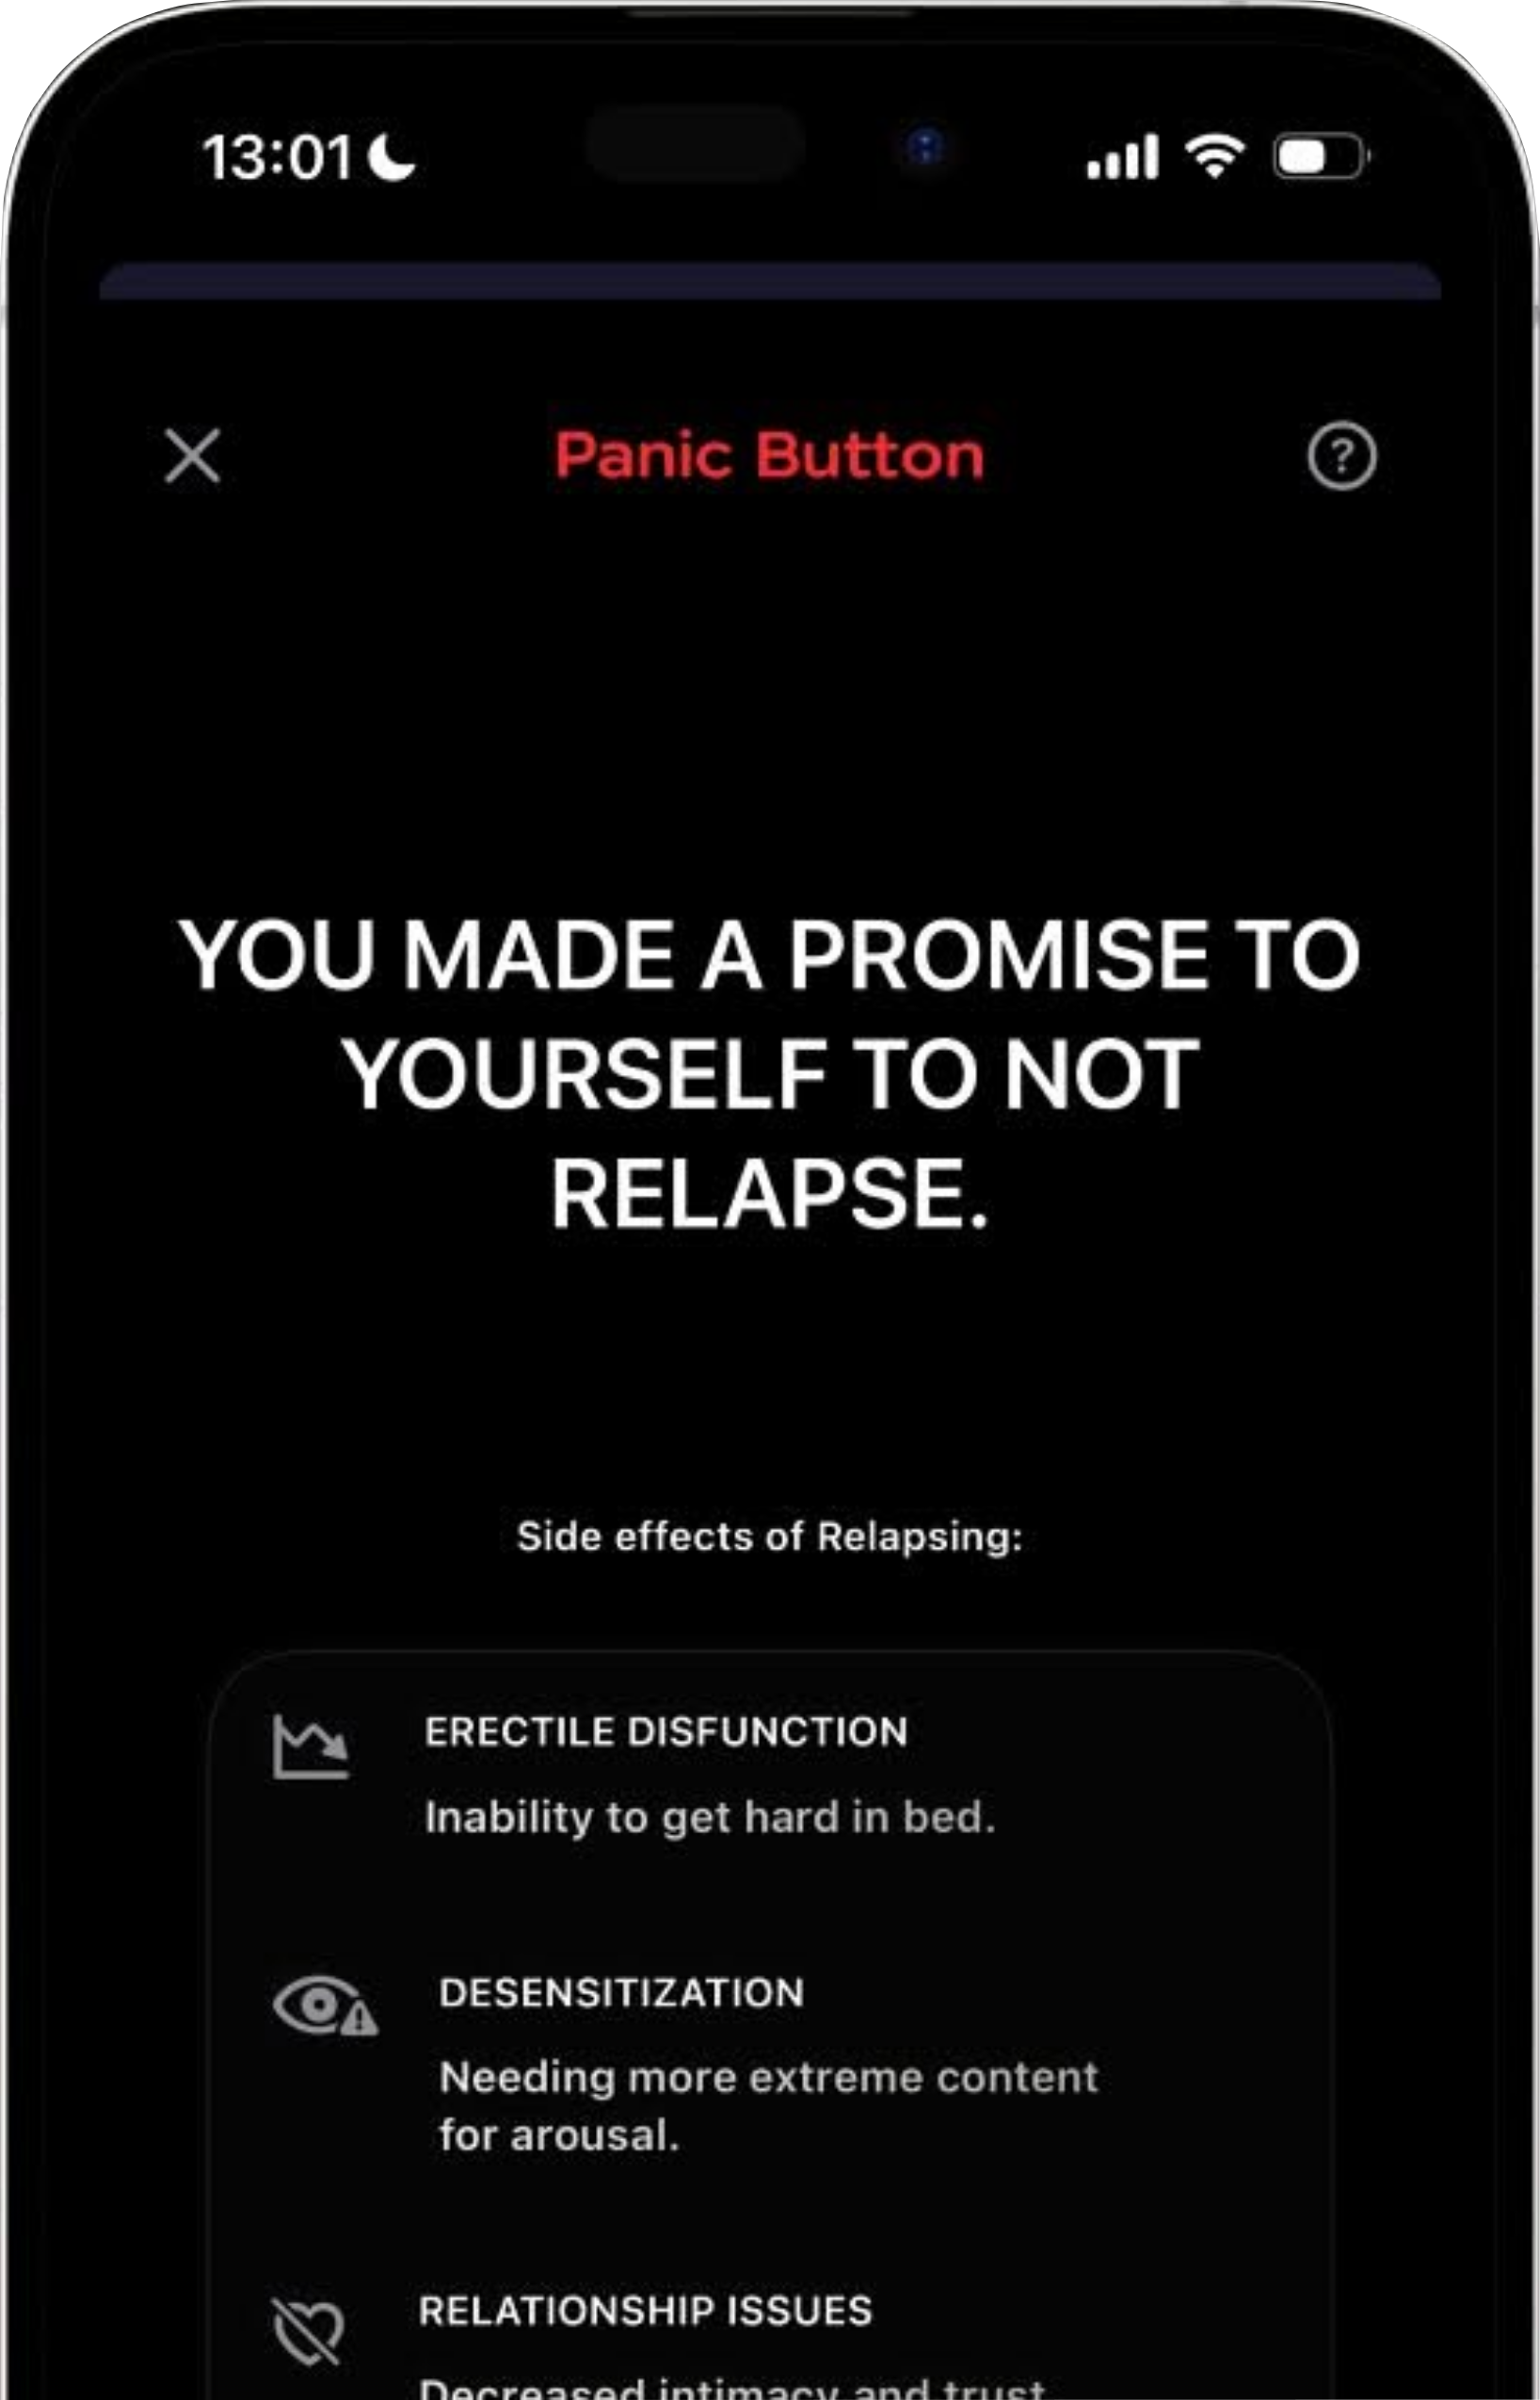 13:01
Panic Button
?
YOU MADE A PROMISE TO
YOURSELF TO NOT
RELAPSE.
Side effects of Relapsing:
ERECTILE DISFUNCTION
Inability to get hard in bed.
DESENSITIZATION
Needing more extreme content
for arousal.
RELATIONSHIP ISSUES
Decreased intimacy and trust